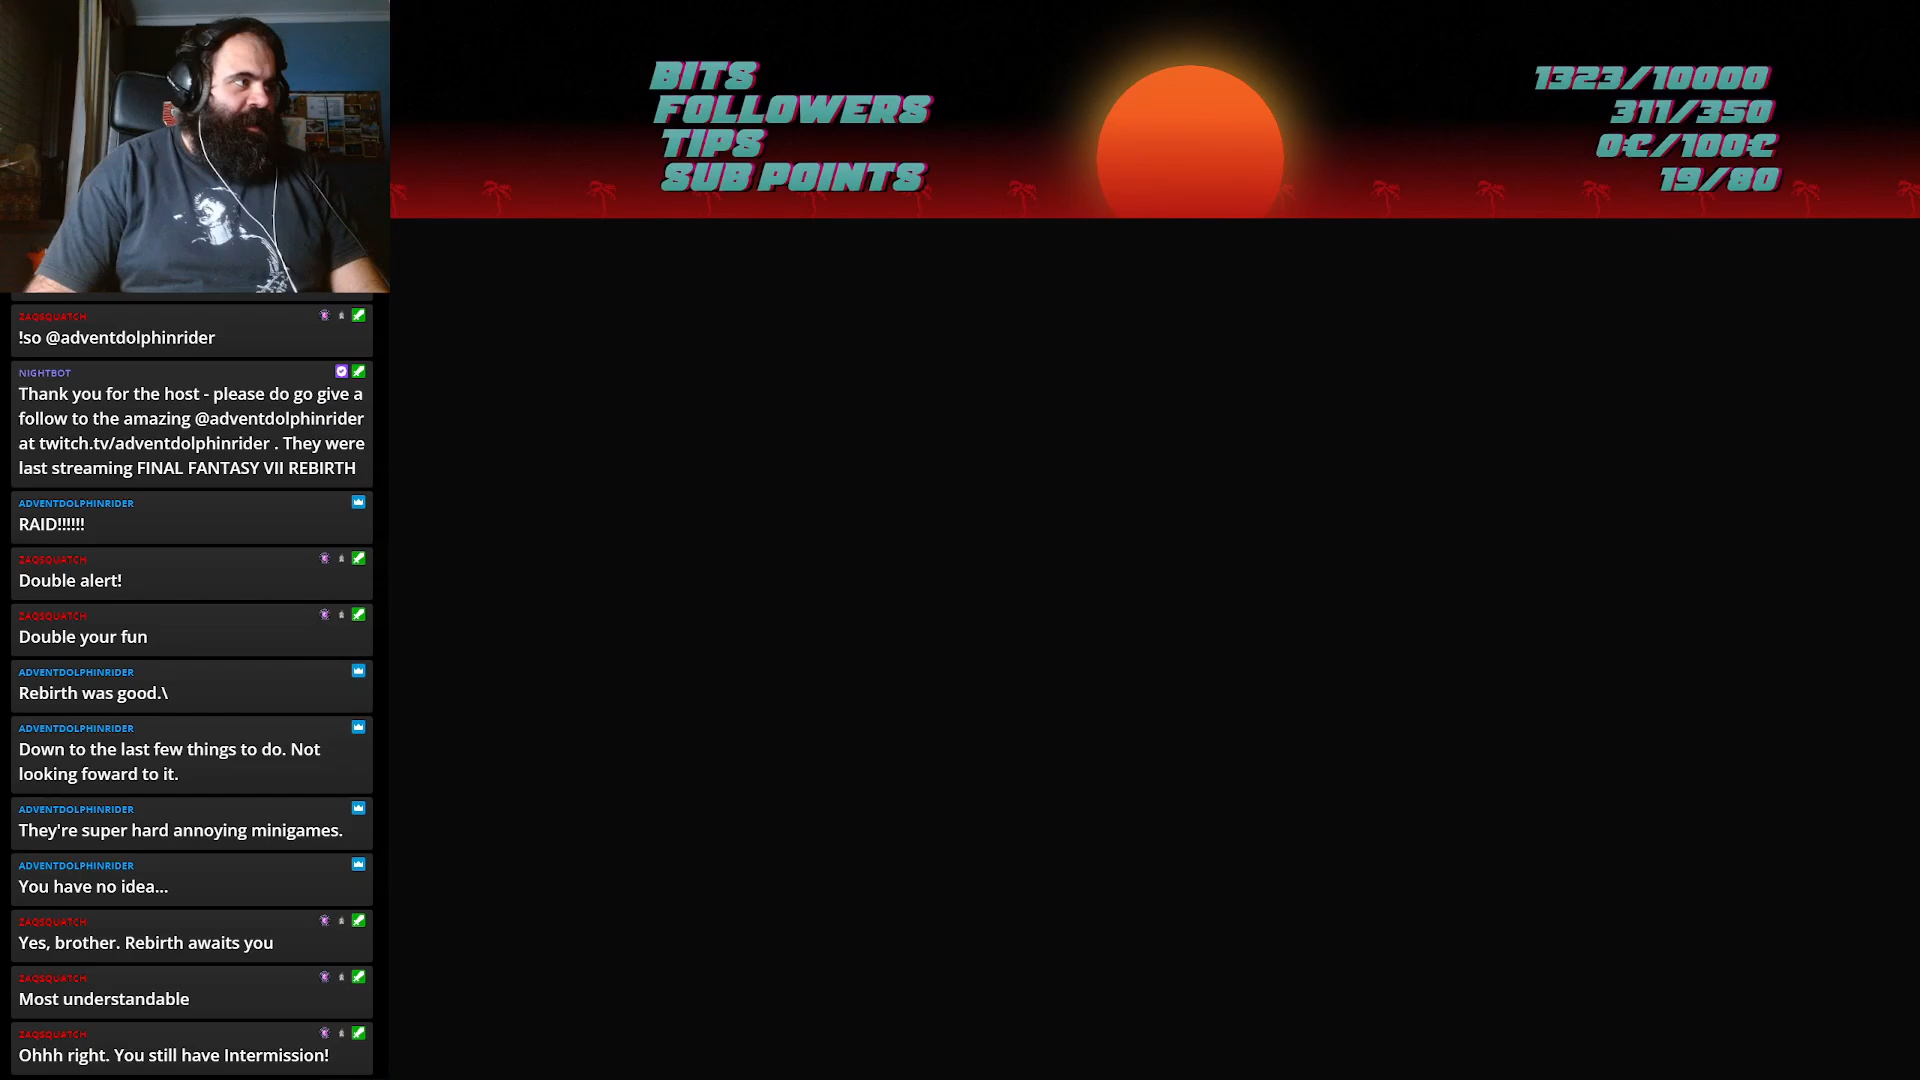 BITS
FOLLOWERS
TIPS
SUB POINTS
1323/10000
311/350
0€/100€
19/80
ZAQSQUATCH
!so @adventdolphinrider
NIGHTBOT
Thank you for the host - please do go give a
follow to the amazing @adventdolphinrider
at twitch.tv/adventdolphinrider . They were
last streaming FINAL FANTASY VII REBIRTH
ADVENTDOLPHINRIDER
RAID!!!!!!
ZAQSQUATCH
Double alert!
ZAQSQUATCH
Double your fun
ADVENTDOLPHINRIDER
Rebirth was good.\
ADVENTDOLPHINRIDER
Down to the last few things to do. Not
looking foward to it.
ADVENTDOLPHINRIDER
They're super hard annoying minigames.
ADVENTDOLPHINRIDER
You have no idea...
ZAQSQUATCH
Yes, brother. Rebirth awaits you
ZAQSQUATCH
Most understandable
ZAQSQUATCH
Ohhh right. You still have Intermission!